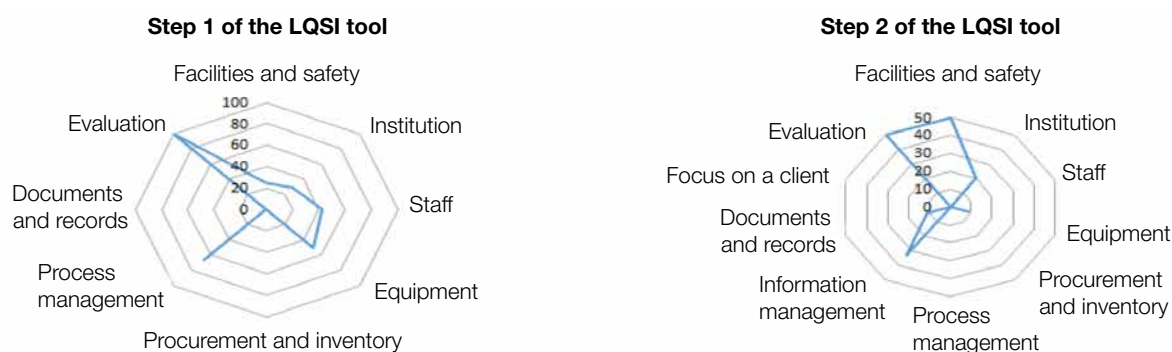 Step 1 of the LQSI tool
Facilities and safety
100
80
60
40
20
0
Evaluation
Institution
Documents
and records
Staff
Process
management
Equipment
Procurement and inventory
Step 2 of the LQSI tool
Facilities and safety
50
40
30
20
10
0
Evaluation
Institution
Focus on a client
Staff
Documents
and records
Equipment
Information
management
Procurement
and inventory
Process
management